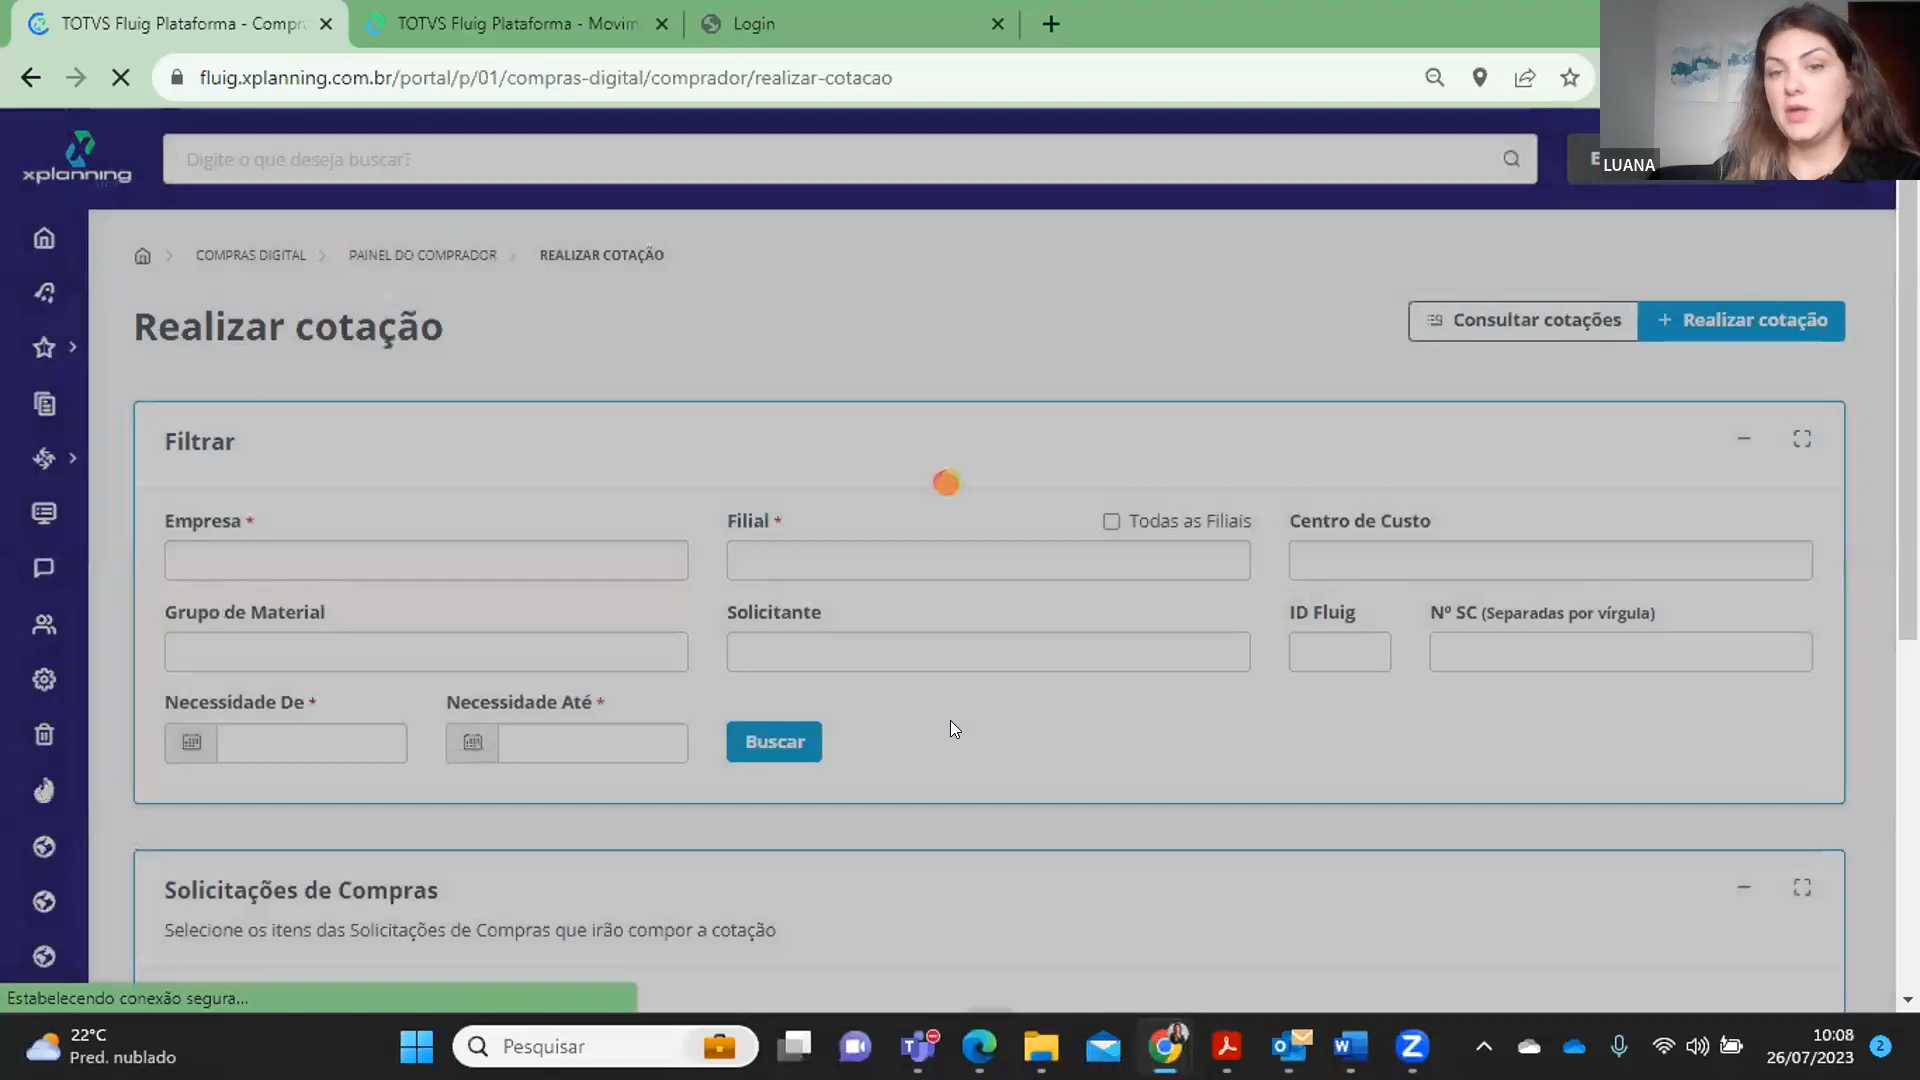 TOTVS Fluig Plataforma - Compr
TOTVS Fluig Plataforma - Movim
Login
fluig.xplanning.com.br/portal/p/01/compras-digital/comprador/realizar-cotacao
LUANA
xplanning
Digite o que deseja buscar?
COMPRAS DIGITAL
PAINEL DO COMPRADOR
REALIZAR COTAÇÃO
Realizar cotação
Consultar cotações
+ Realizar cotação
Filtrar
Empresa *
Filial *
Todas as Filiais
Centro de Custo
Grupo de Material
Solicitante
ID Fluig
Nº SC (Separadas por vírgula)
Necessidade De *
Necessidade Até *
Buscar
Solicitações de Compras
Selecione os itens das Solicitações de Compras que irão compor a cotação
Estabelecendo conexão segura...
22°C
Pred. nublado
Pesquisar
10:08
26/07/2023
2